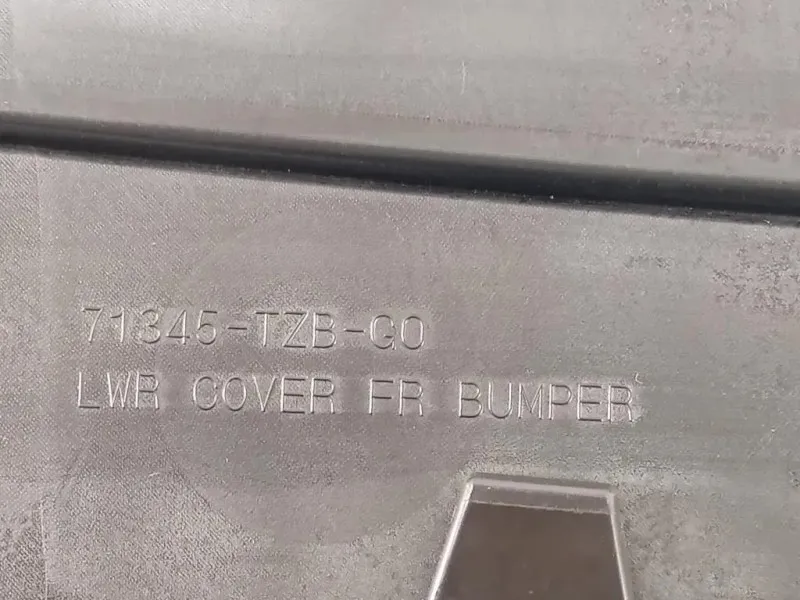 71345-TZB-G0
LWR COVER FR BUMPER